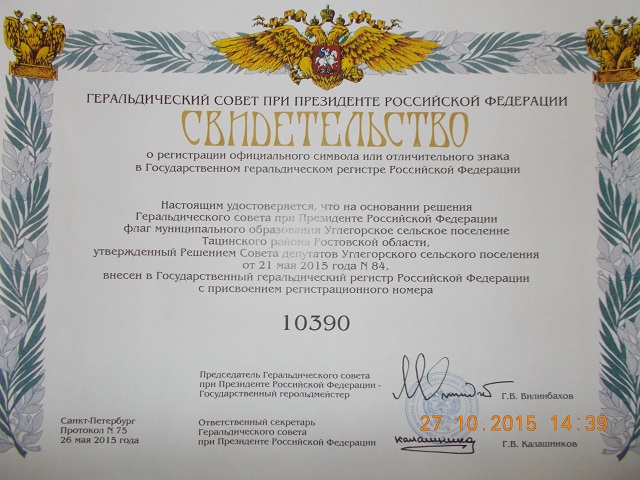 ГЕРАЛЬДИЧЕСКИЙ СОВЕТ ПРИ ПРЕЗИДЕНТЕ РОССИЙСКОЙ ФЕДЕРАЦИИ
СВИДЕТЕЛЬСТВО
о регистрации официального символа или отличительного знака
в Государственном геральдическом регистре Российской Федерации
Настоящим удостоверяется, что на основании решения
Геральдического совета при Президенте Российской Федерации
флаг муниципального образования Углегорское сельское поселение
Тацинского района Ростовской области,
утвержденный Решением Совета депутатов Углегорского сельского поселения
от 21 мая 2015 года N 84,
внесен в Государственный геральдический регистр Российской Федерации
с присвоением регистрационного номера
10390
Председатель Геральдического совета
при Президенте Российской Федерации -
Государственный герольдмейстер
Г.В. Вилинбахов
Санкт-Петербург
Протокол N 75
26 мая 2015 года
Ответственный секретарь
Геральдического совета
при Президенте Российской Федерации
Г.В. Калашников
27.10.2015 14:39